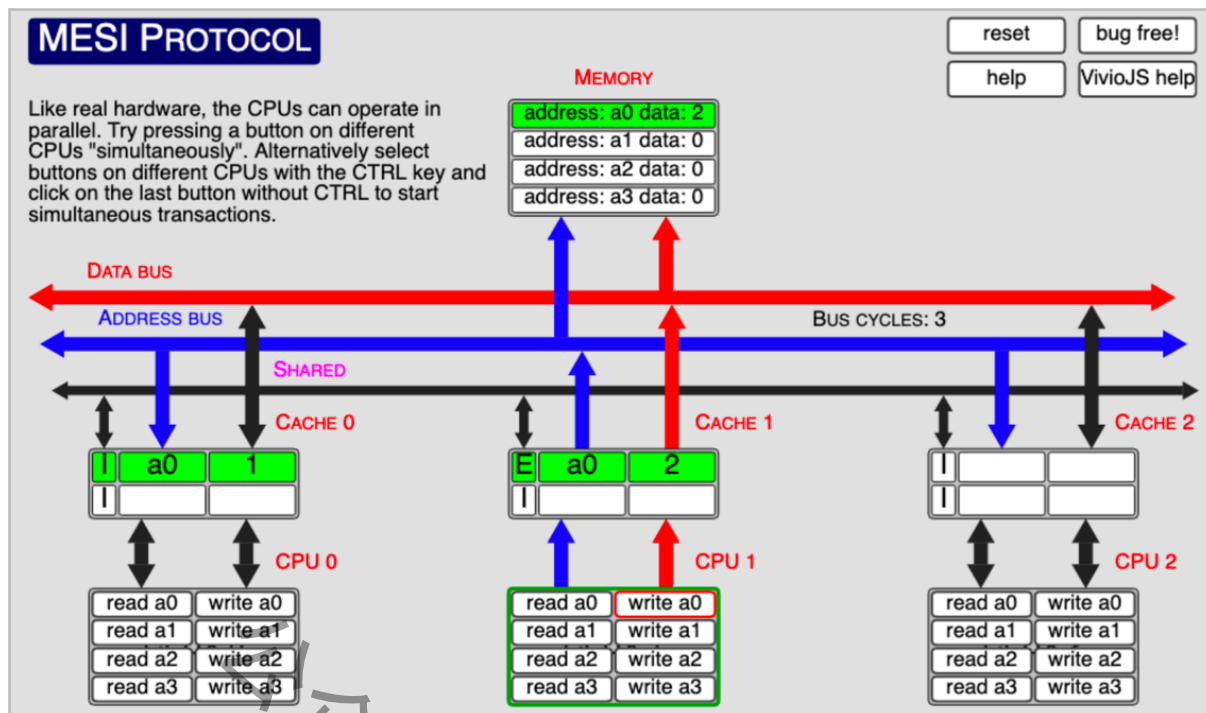 MESI PROTOCOL
reset
bug free!
help
VivioJS help
Like real hardware, the CPUs can operate in
parallel. Try pressing a button on different
CPUs "simultaneously". Alternatively select
buttons on different CPUs with the CTRL key and
click on the last button without CTRL to start
simultaneous transactions.
MEMORY
address: a0 data: 2
address: a1 data: 0
address: a2 data: 0
address: a3 data: 0
DATA BUS
ADDRESS BUS
BUS CYCLES: 3
SHARED
CACHE 0
CACHE 1
CACHE 2
I a0 1
I
E a0 2
I
I
I
CPU 0
CPU 1
CPU 2
read a0 write a0
read a1 write a1
read a2 write a2
read a3 write a3
read a0 write a0
read a1 write a1
read a2 write a2
read a3 write a3
read a0 write a0
read a1 write a1
read a2 write a2
read a3 write a3